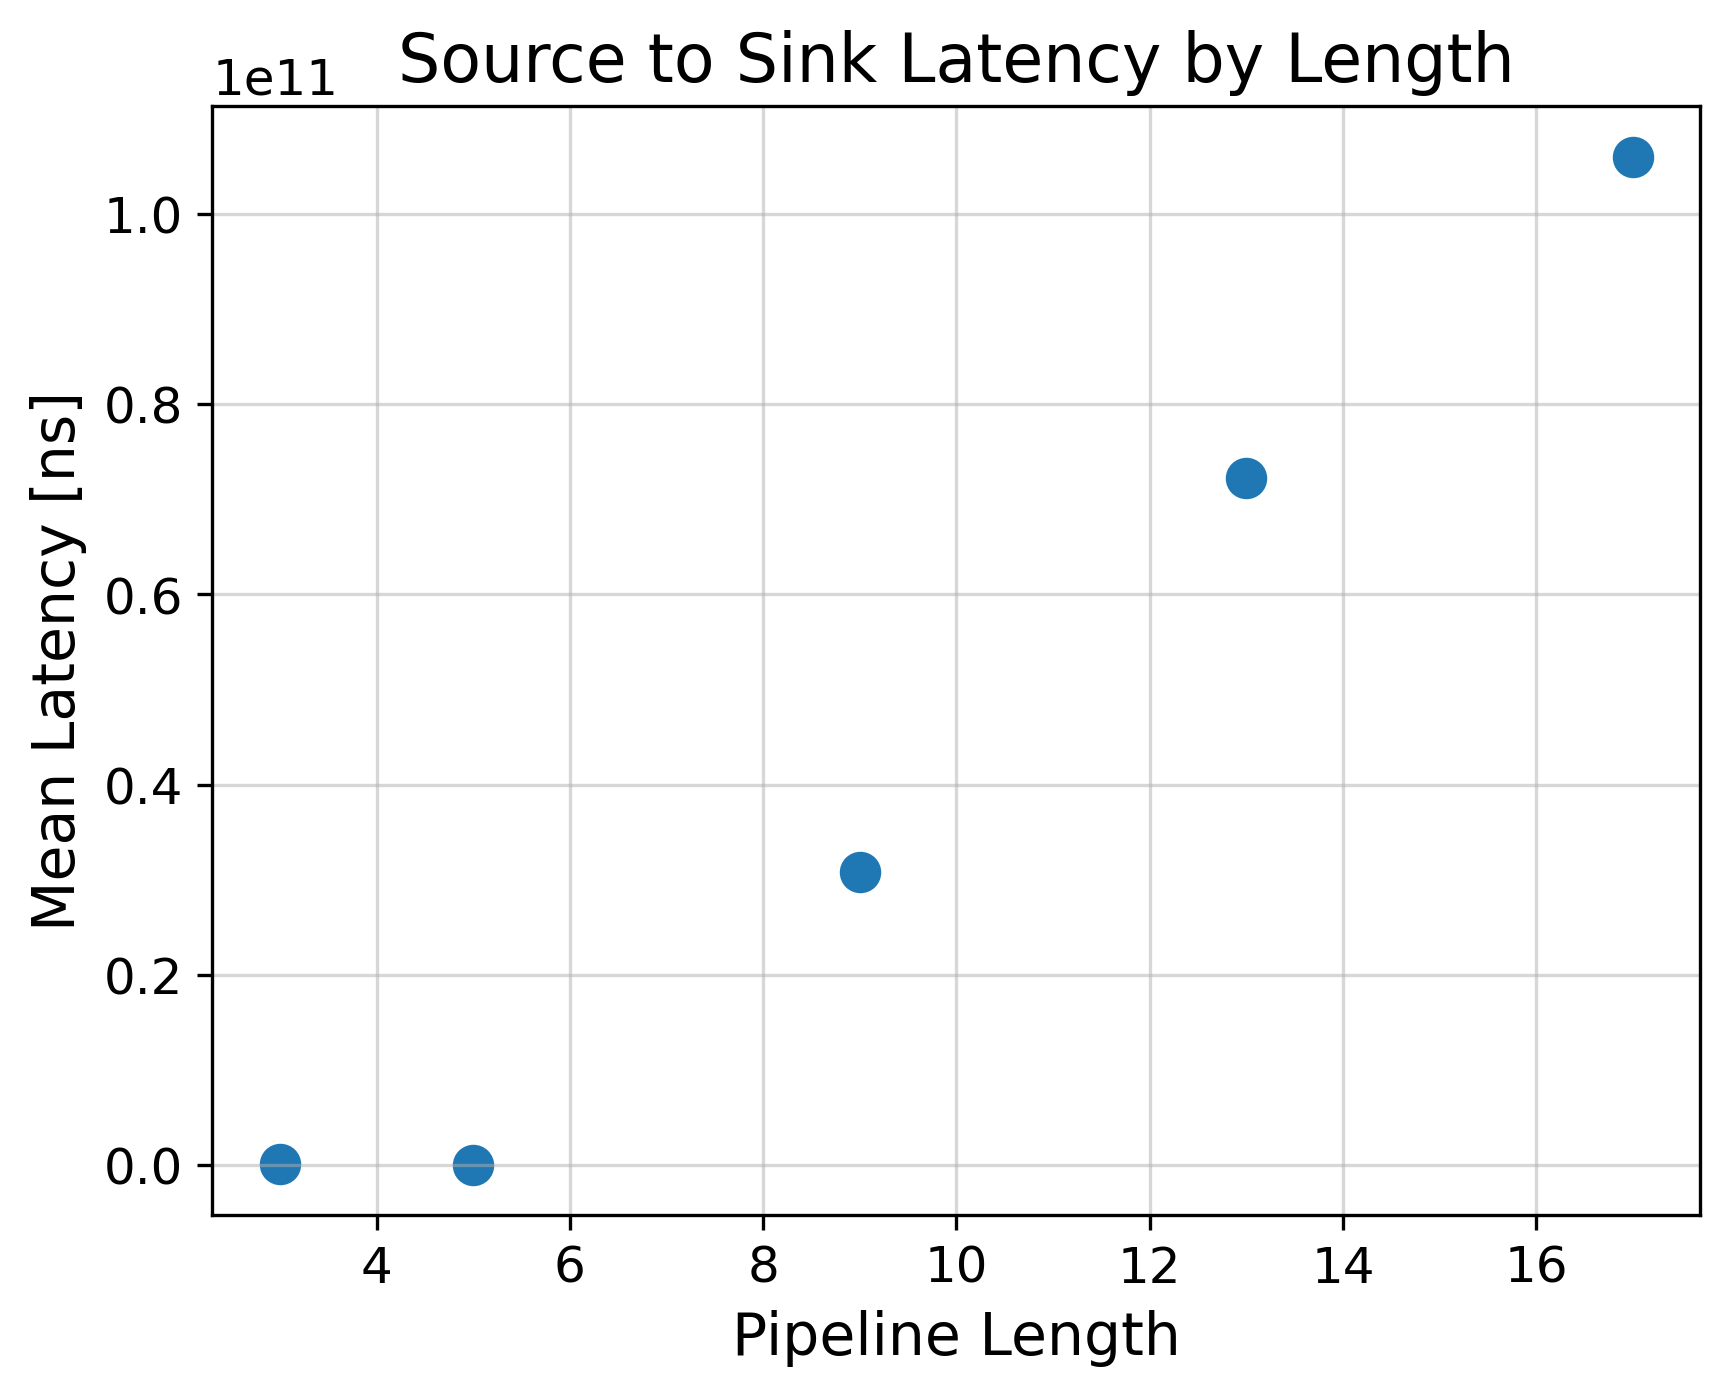 Source to Sink Latency by Length
1e11
1.0
0.8
0.6
0.4
0.2
0.0
Mean Latency [ns]
4 6 8 10 12 14 16
Pipeline Length